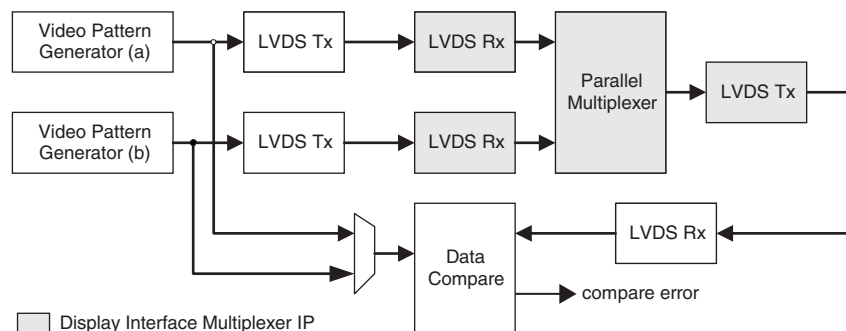 Video Pattern
Generator (a)
LVDS Tx
LVDS Rx
Parallel
Multiplexer
LVDS Tx
Video Pattern
Generator (b)
LVDS Tx
LVDS Rx
LVDS Rx
Data
Compare
compare error
Display Interface Multiplexer IP